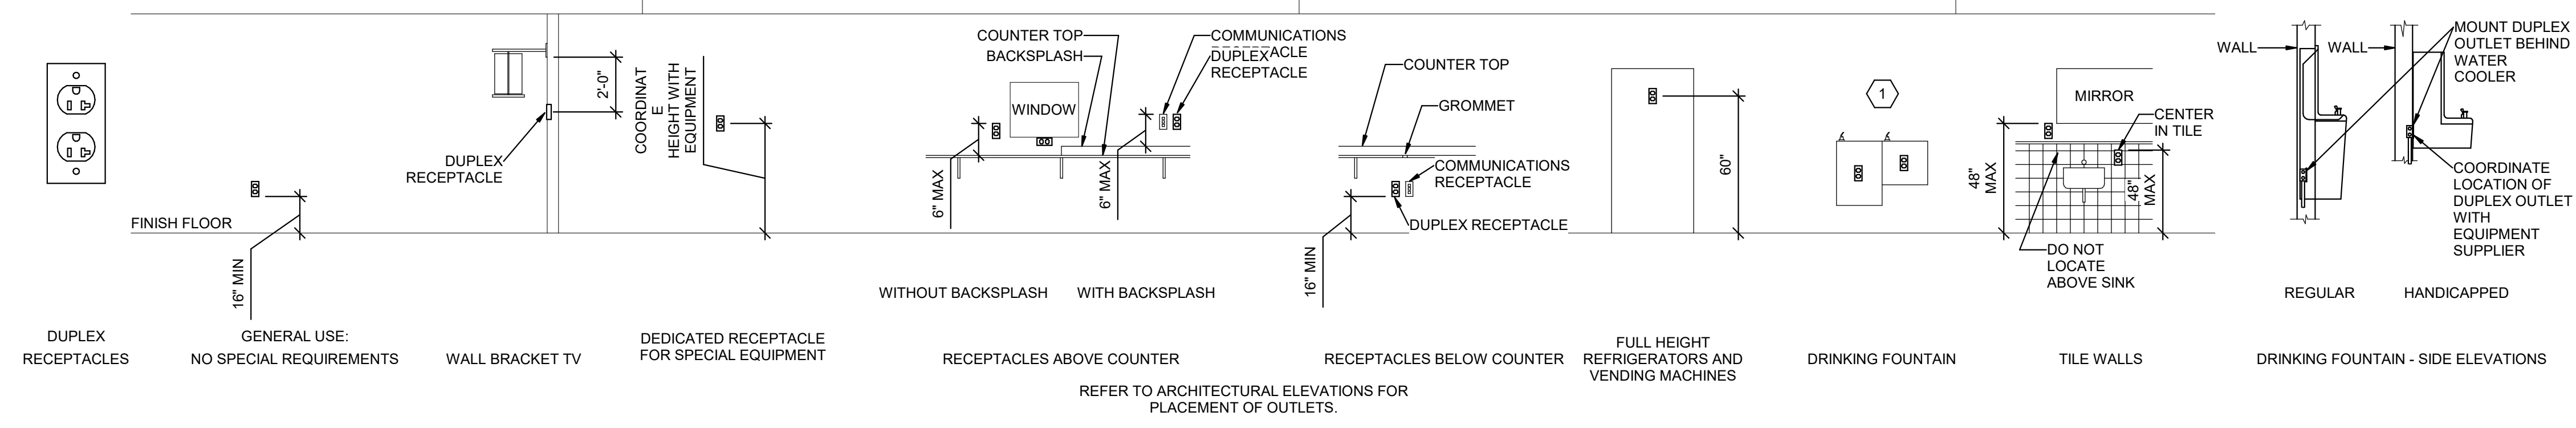 DUPLEX
RECEPTACLES
FINISH FLOOR
16" MIN
GENERAL USE:
NO SPECIAL REQUIREMENTS
2'-0"
DUPLEX
RECEPTACLE
WALL BRACKET TV
COORDINAT
E
HEIGHT WITH
EQUIPMENT
DEDICATED RECEPTACLE
FOR SPECIAL EQUIPMENT
COUNTER TOP
BACKSPLASH
WINDOW
COMMUNICATIONS
ACLE
DUPLEX
RECEPTACLE
6" MAX
6" MAX
WITHOUT BACKSPLASH
WITH BACKSPLASH
RECEPTACLES ABOVE COUNTER
COUNTER TOP
GROMMET
COMMUNICATIONS
RECEPTACLE
DUPLEX RECEPTACLE
16" MIN
RECEPTACLES BELOW COUNTER
REFER TO ARCHITECTURAL ELEVATIONS FOR
PLACEMENT OF OUTLETS.
60"
FULL HEIGHT
REFRIGERATORS AND
VENDING MACHINES
1
DRINKING FOUNTAIN
MIRROR
CENTER
IN TILE
48"
MAX
48"
MAX
DO NOT
LOCATE
ABOVE SINK
TILE WALLS
WALL
WALL
MOUNT DUPLEX
OUTLET BEHIND
WATER
COOLER
COORDINATE
LOCATION OF
DUPLEX OUTLET
WITH
EQUIPMENT
SUPPLIER
REGULAR
HANDICAPPED
DRINKING FOUNTAIN - SIDE ELEVATIONS